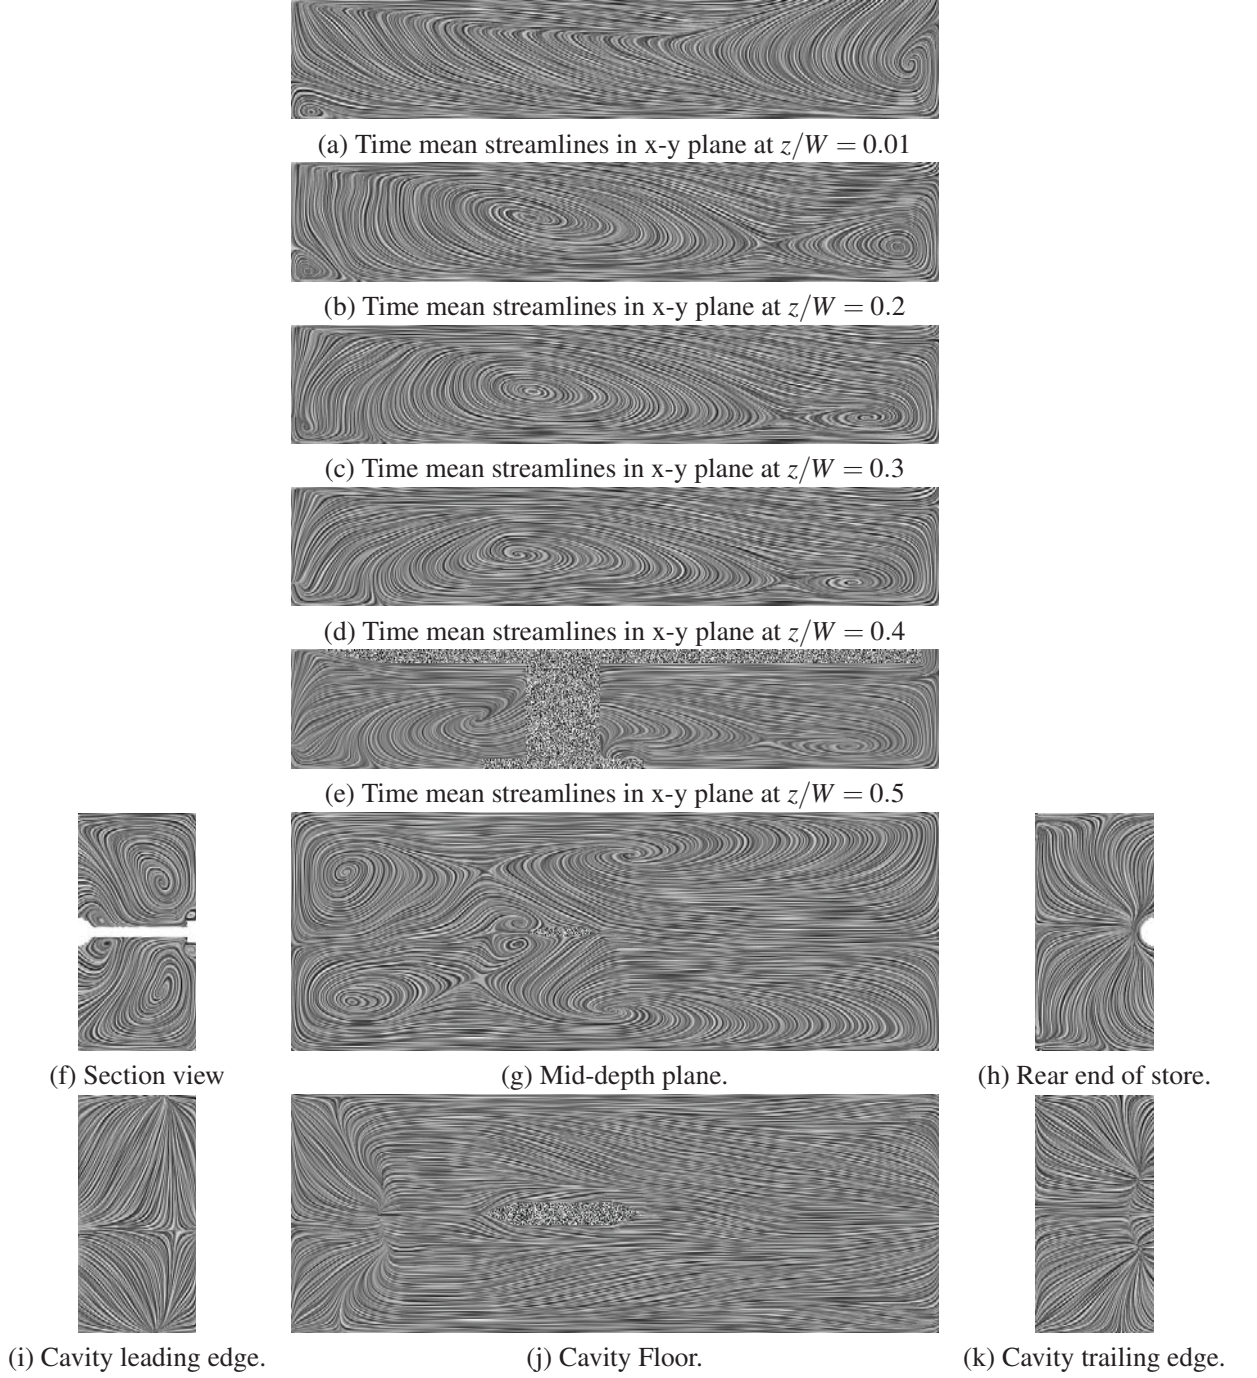 (a) Time mean streamlines in x-y plane at z/W = 0.01
(b) Time mean streamlines in x-y plane at z/W = 0.2
(c) Time mean streamlines in x-y plane at z/W = 0.3
(d) Time mean streamlines in x-y plane at z/W = 0.4
(e) Time mean streamlines in x-y plane at z/W = 0.5
(f) Section view
(g) Mid-depth plane.
(h) Rear end of store.
(i) Cavity leading edge.
(j) Cavity Floor.
(k) Cavity trailing edge.